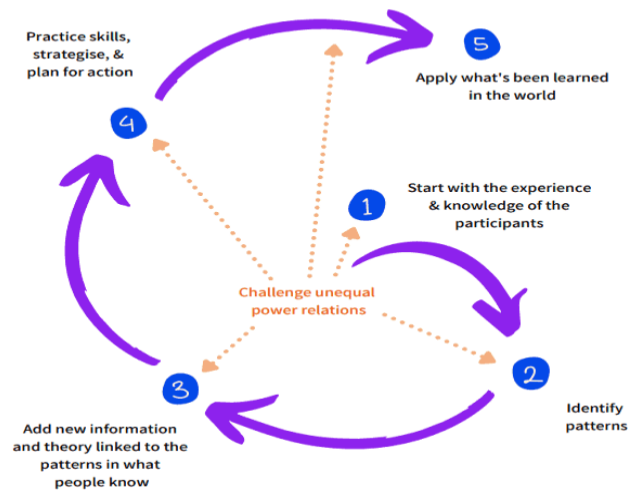 Practice skills,
strategise, &
plan for action
4
5
Apply what's been learned
in the world
1
Start with the experience
& knowledge of the
participants
Challenge unequal
power relations
2
Identify
patterns
3
Add new information
and theory linked to the
patterns in what
people know